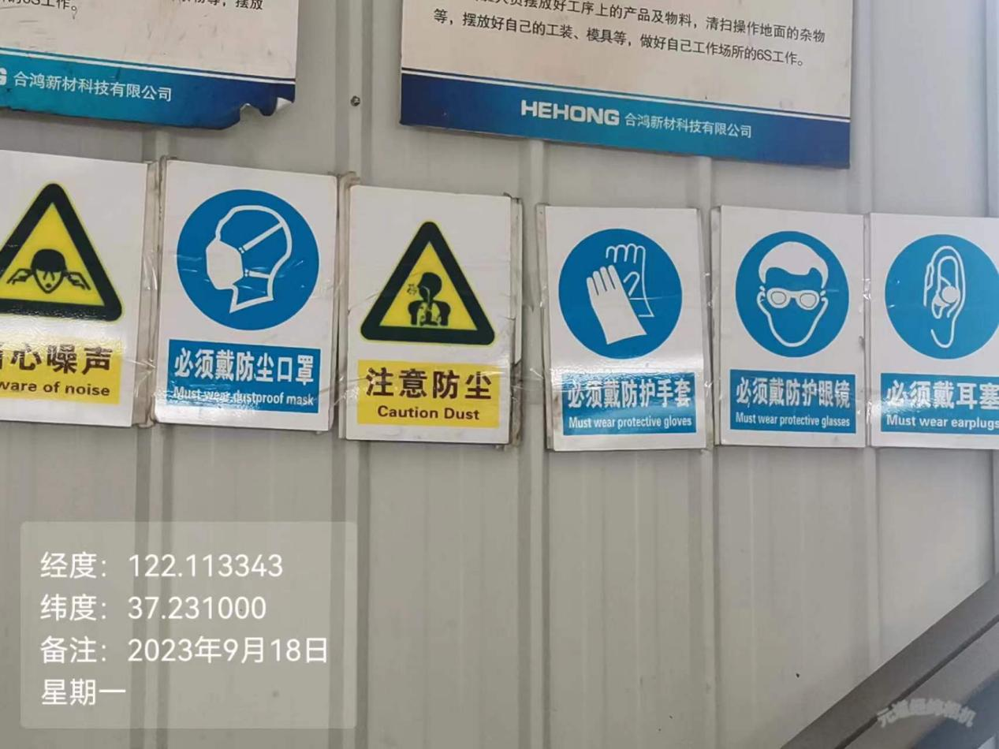 的6S工作。
摆放
G 合鸿新材科技有限公司
人员摆放好工序上的产品及物料，清扫操作地面的杂物
等，摆放好自己的工装、模具等，做好自己工作场所的6S工作。
HEHONG 合鸿新材科技有限公司
心噪声
ware of noise
必须戴防尘口罩
Must wear dustproof mask
注意防尘
Caution Dust
必须戴防护手套
Must wear protective gloves
必须戴防护眼镜
Must wear protective glasses
必须戴耳塞
Must wear earplugs
经度：122.113343
纬度：37.231000
备注：2023年9月18日
星期一
元道经纬相机